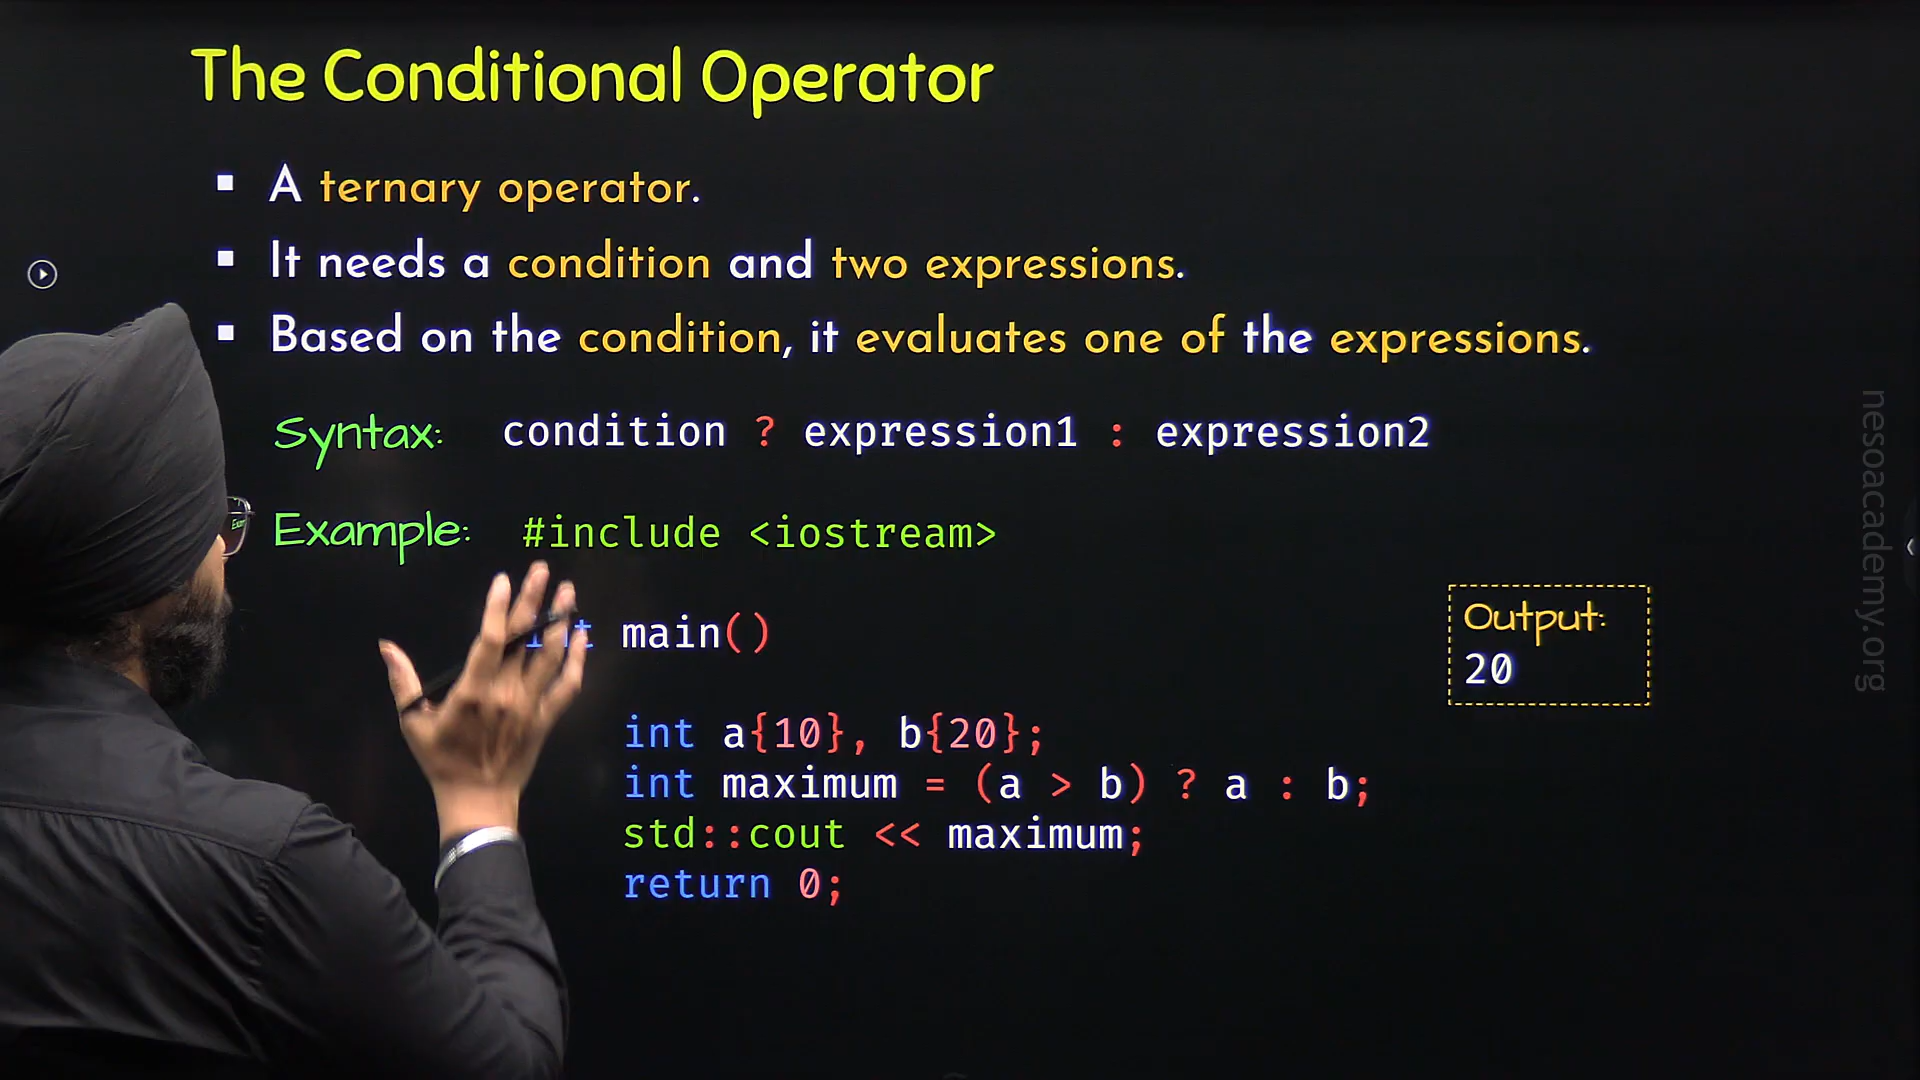 The Conditional Operator
▪ A ternary operator.
▪ It needs a condition and two expressions.
▪ Based on the condition, it evaluates one of the expressions.
Syntax: condition ? expression1 : expression2
Example: #include <iostream>
int main()
int a{10}, b{20};
int maximum = (a > b) ? a : b;
std::cout << maximum;
return 0;
Output:
20
nesoacademy.org